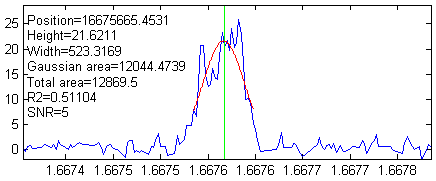 25
20
15
10
5
0
Position=16675665.4531
Height=21.6211
Width=523.3169
Gaussian area=12044.4739
Total area=12869.5
R2=0.51104
SNR=5
1.6674 1.6675 1.6675 1.6676 1.6676 1.6677 1.6677 1.6678